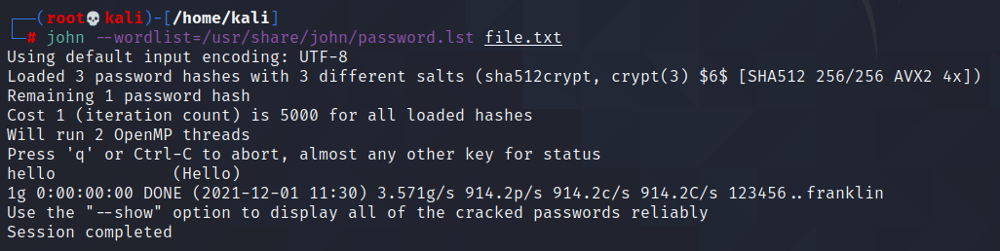 ┌──(root💀kali)-[/home/kali]
└─# john --wordlist=/usr/share/john/password.lst file.txt
Using default input encoding: UTF-8
Loaded 3 password hashes with 3 different salts (sha512crypt, crypt(3) $6$ [SHA512 256/256 AVX2 4x])
Remaining 1 password hash
Cost 1 (iteration count) is 5000 for all loaded hashes
Will run 2 OpenMP threads
Press 'q' or Ctrl-C to abort, almost any other key for status
hello            (Hello)
1g 0:00:00:00 DONE (2021-12-01 11:30) 3.571g/s 914.2p/s 914.2c/s 914.2C/s 123456..franklin
Use the "--show" option to display all of the cracked passwords reliably
Session completed